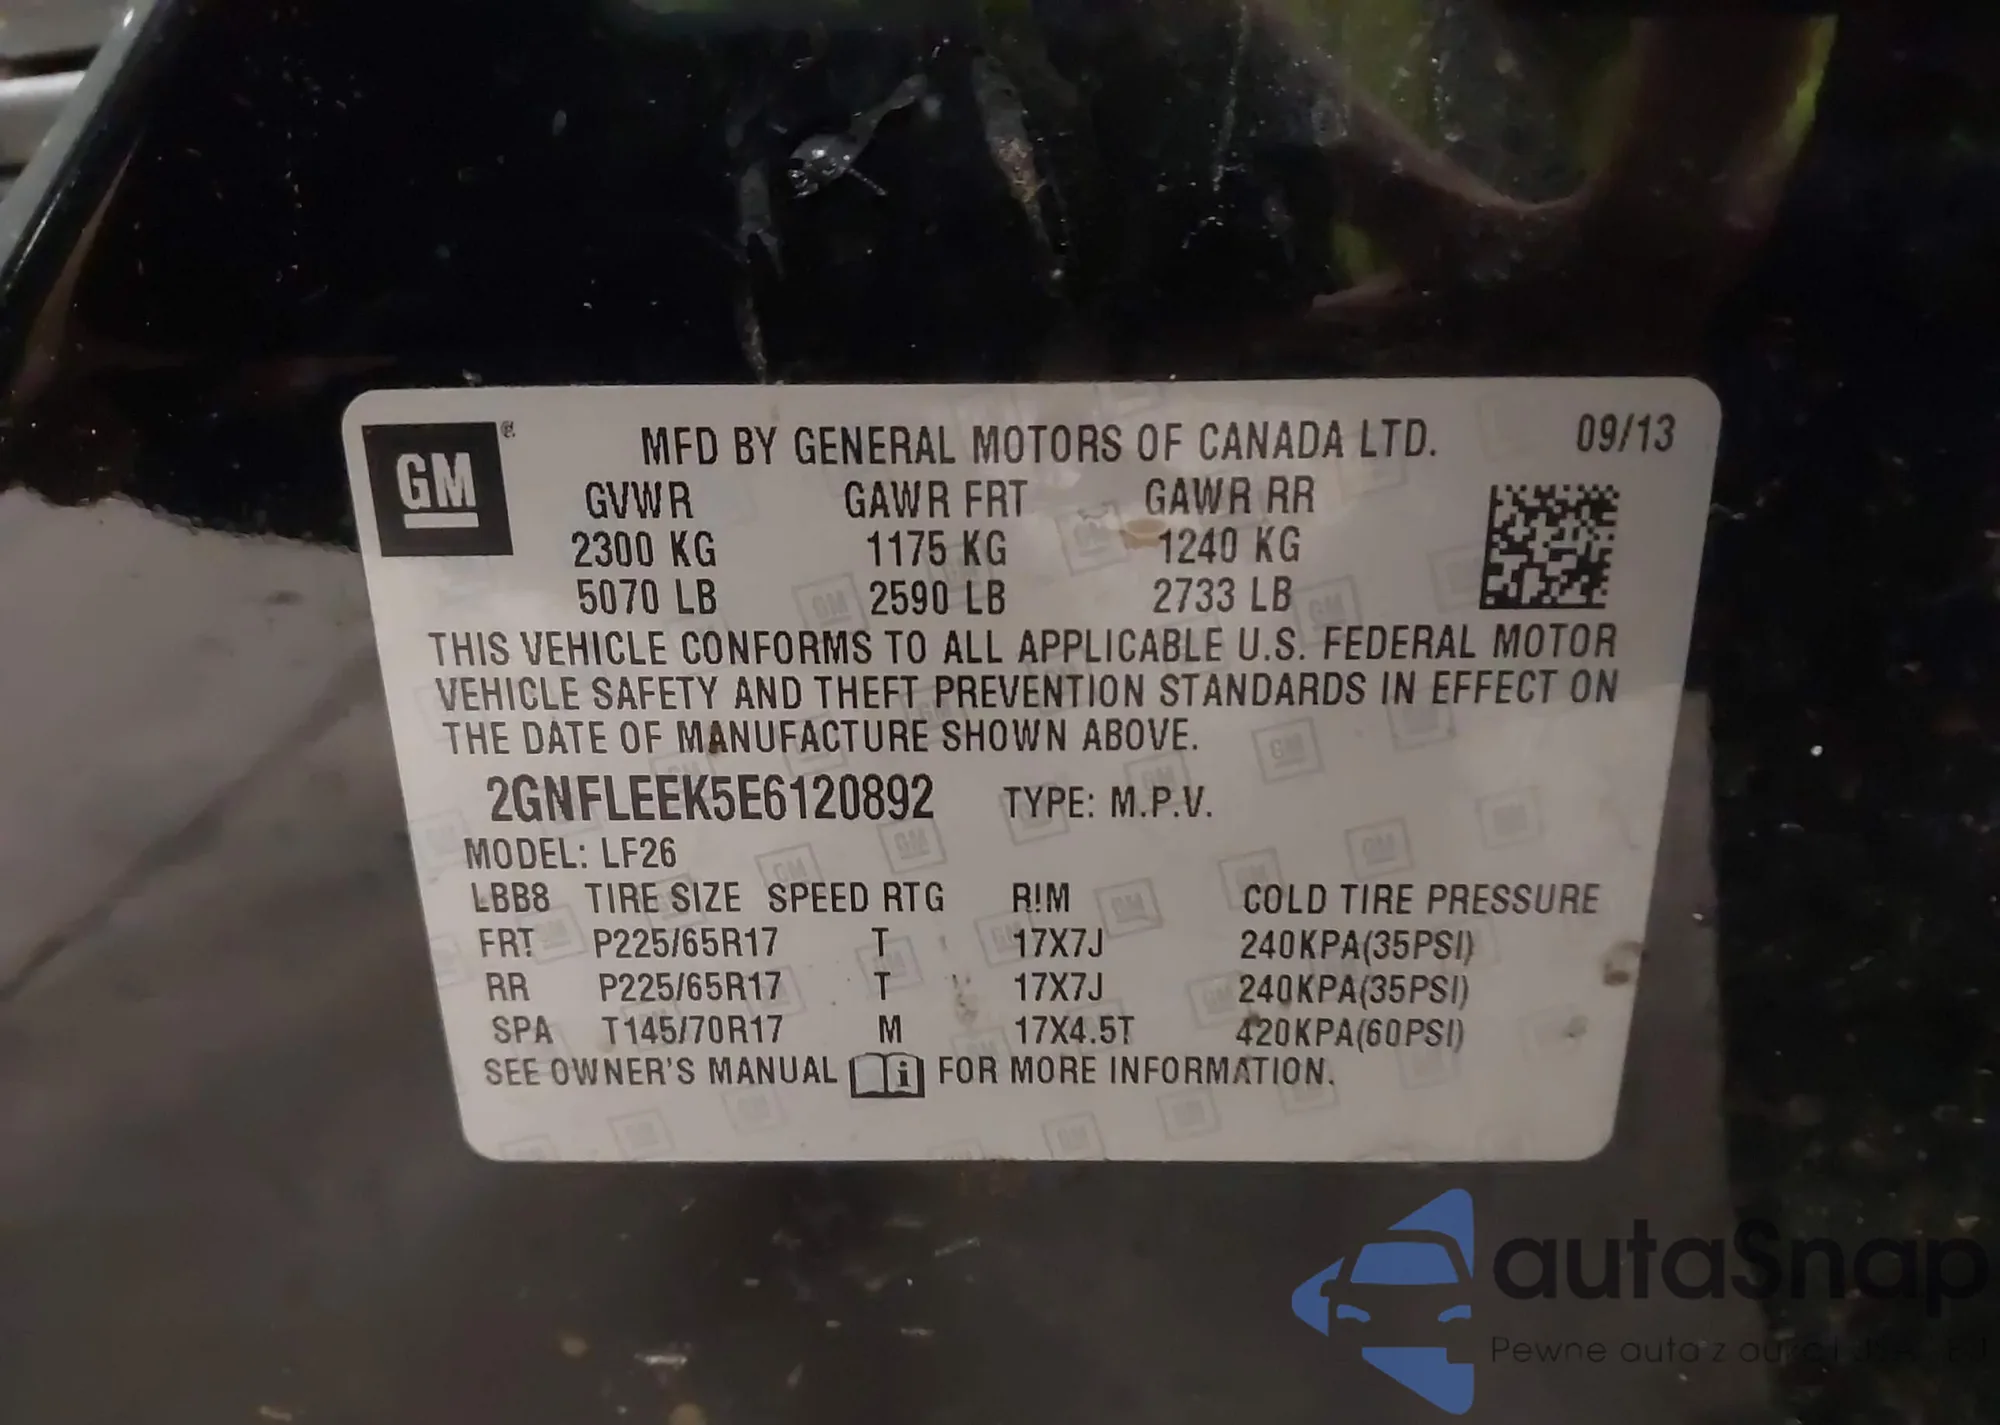 GM®
MFD BY GENERAL MOTORS OF CANADA LTD. 09/13
GVWR GAWR FRT GAWR RR
2300 KG 1175 KG 1240 KG
5070 LB 2590 LB 2733 LB
THIS VEHICLE CONFORMS TO ALL APPLICABLE U.S. FEDERAL MOTOR
VEHICLE SAFETY AND THEFT PREVENTION STANDARDS IN EFFECT ON
THE DATE OF MANUFACTURE SHOWN ABOVE.
2GNFLEEK5E6120892 TYPE: M.P.V.
MODEL: LF26
LBB8 TIRE SIZE SPEED RTG R!M COLD TIRE PRESSURE
FRT P225/65R17 T 17X7J 240KPA(35PSI)
RR P225/65R17 T 17X7J 240KPA(35PSI)
SPA T145/70R17 M 17X4.5T 420KPA(60PSI)
SEE OWNER'S MANUAL i FOR MORE INFORMATION.
autaSnap
Pewne auta z